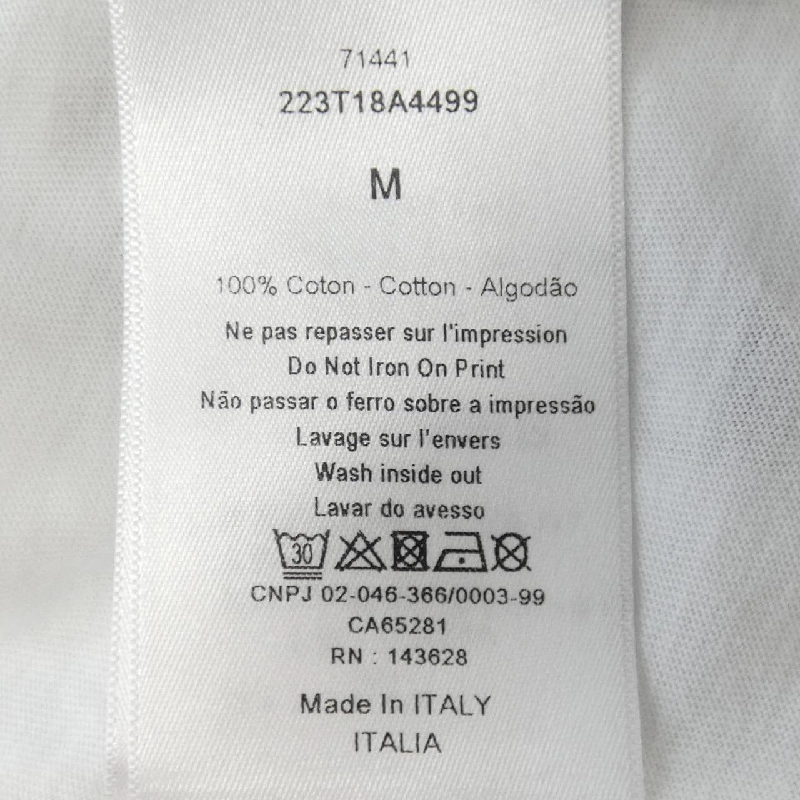 71441
223T18A4499
M
100% Coton - Cotton - Algodão
Ne pas repasser sur l'impression
Do Not Iron On Print
Não passar o ferro sobre a impressão
Lavage sur l'envers
Wash inside out
Lavar do avesso
30
CNPJ 02-046-366/0003-99
CA65281
RN : 143628
Made In ITALY
ITALIA